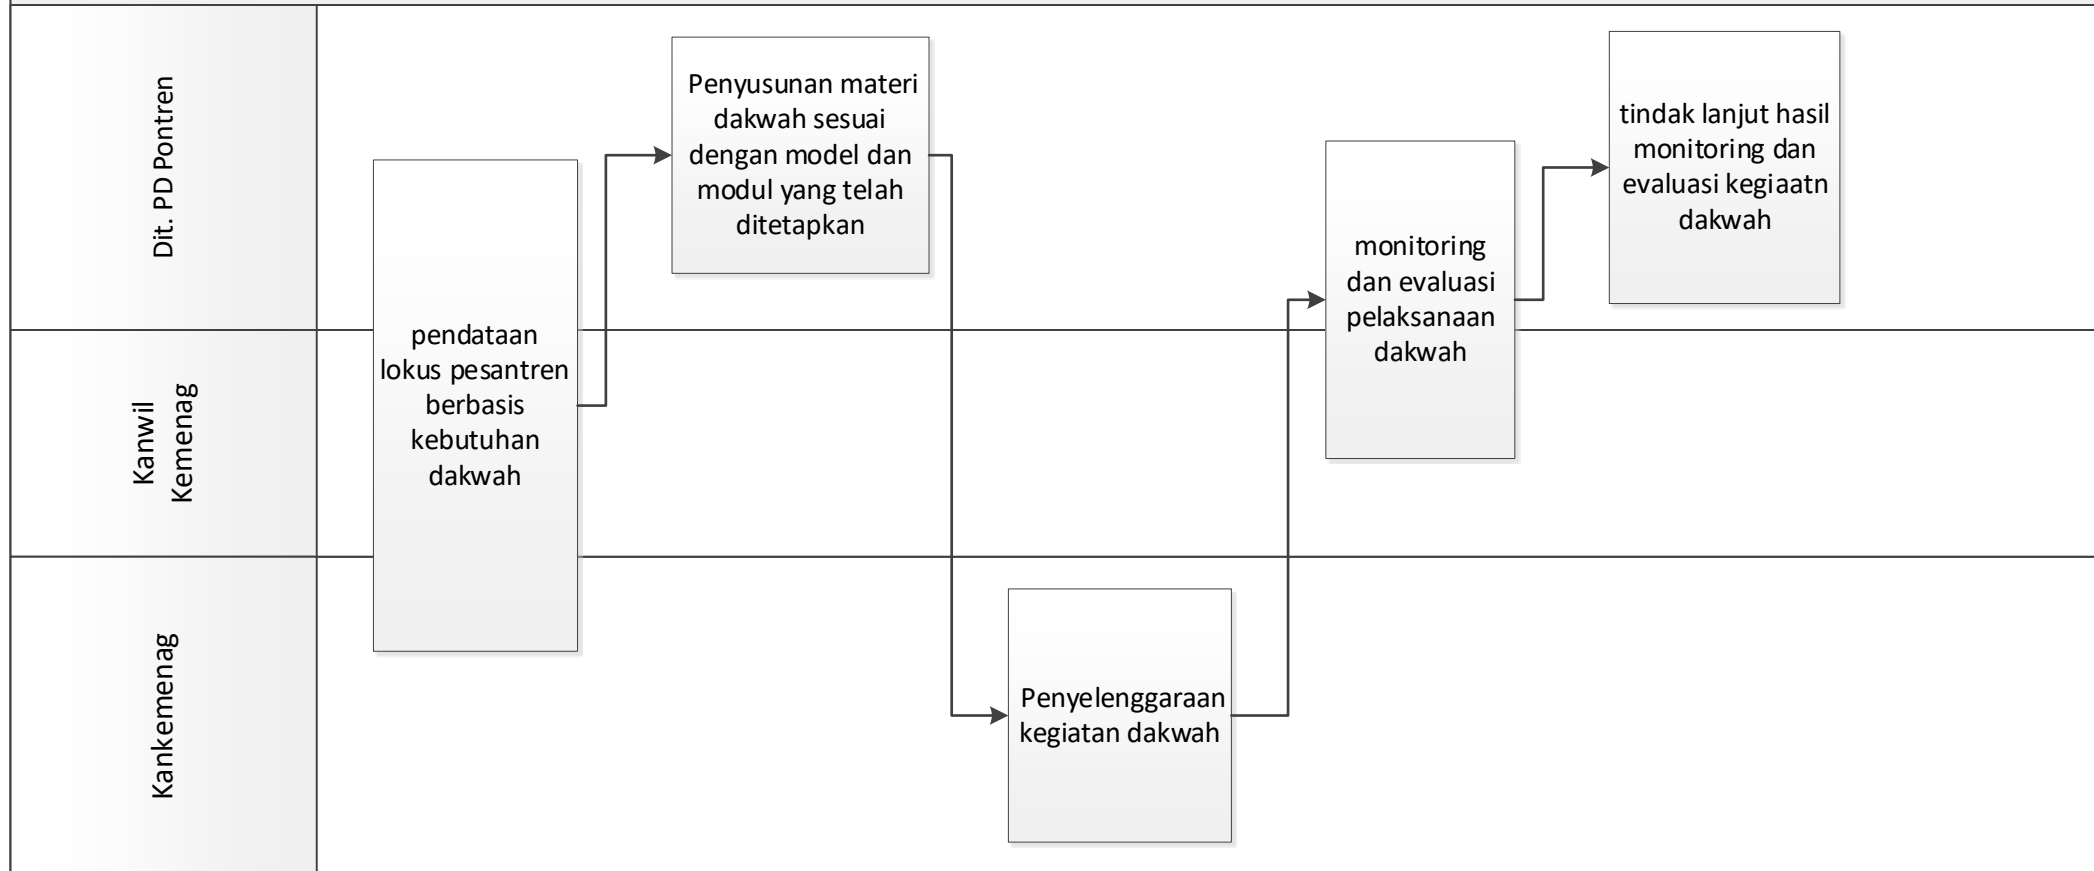 Dit. PD Pontren
Kanwil
Kemenag
Kankemenag
pendataan
lokus pesantren
berbasis
kebutuhan
dakwah
Penyusunan materi
dakwah sesuai
dengan model dan
modul yang telah
ditetapkan
Penyelenggaraan
kegiatan dakwah
monitoring
dan evaluasi
pelaksanaan
dakwah
tindak lanjut hasil
monitoring dan
evaluasi kegiaatn
dakwah